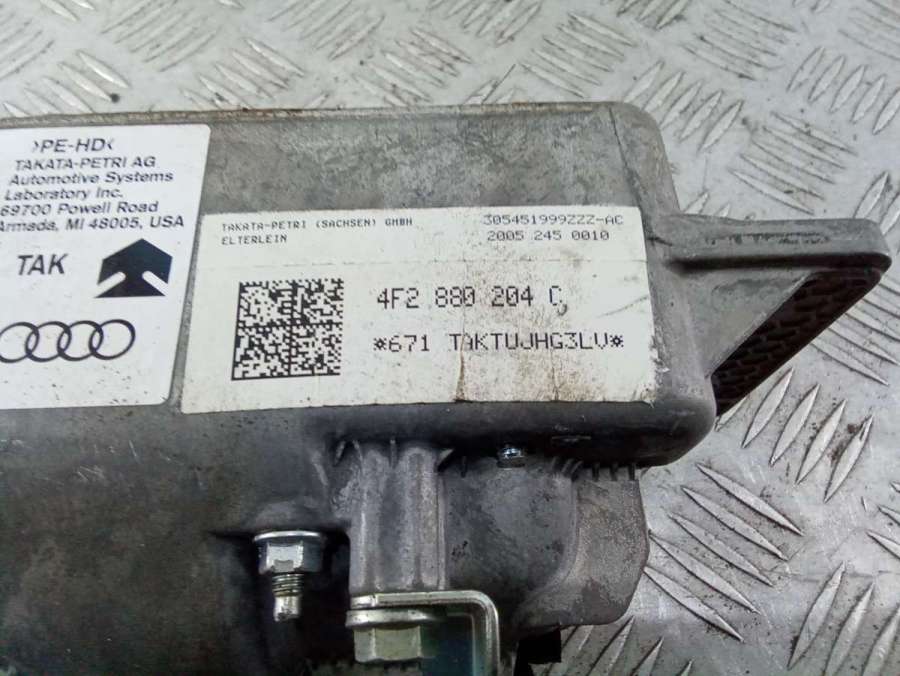 >PE-HD<
TAKATA-PETRI AG
Automotive Systems
Laboratory Inc.
69700 Powell Road
Armada, MI 48005, USA
TAK
TAKATA-PETRI (SACHSEN) GMBH
ELTERLEIN
305451999ZZZ-AC
2005 245 0010
4F2 880 204 C
*671 TAKTUJHG3LV*